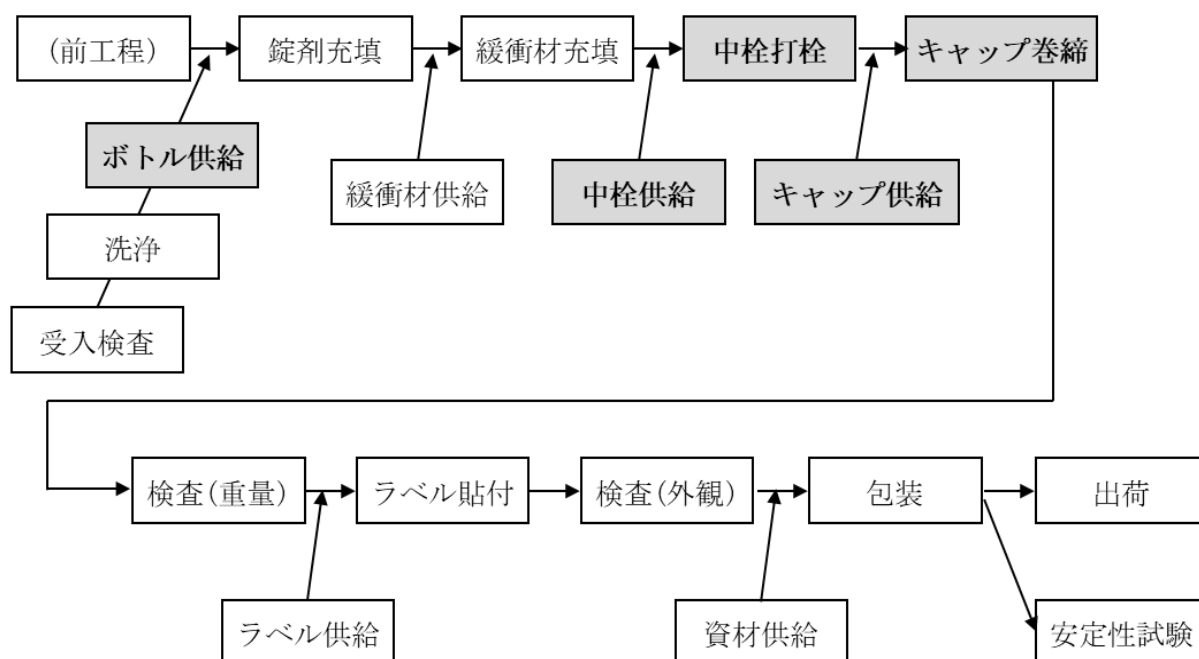 (前工程)
錠剤充填
緩衝材充填
中栓打栓
キャップ巻締
ボトル供給
緩衝材供給
中栓供給
キャップ供給
洗浄
受入検査
検査(重量)
ラベル貼付
検査(外観)
包装
出荷
ラベル供給
資材供給
安定性試験